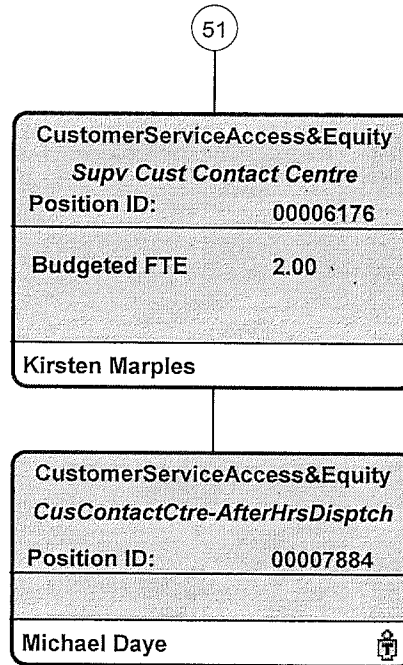 51
CustomerServiceAccess&Equity
Supv Cust Contact Centre
Position ID: 00006176
Budgeted FTE 2.00
Kirsten Marples
CustomerServiceAccess&Equity
CusContactCtre-AfterHrsDisptch
Position ID: 00007884
Michael Daye T